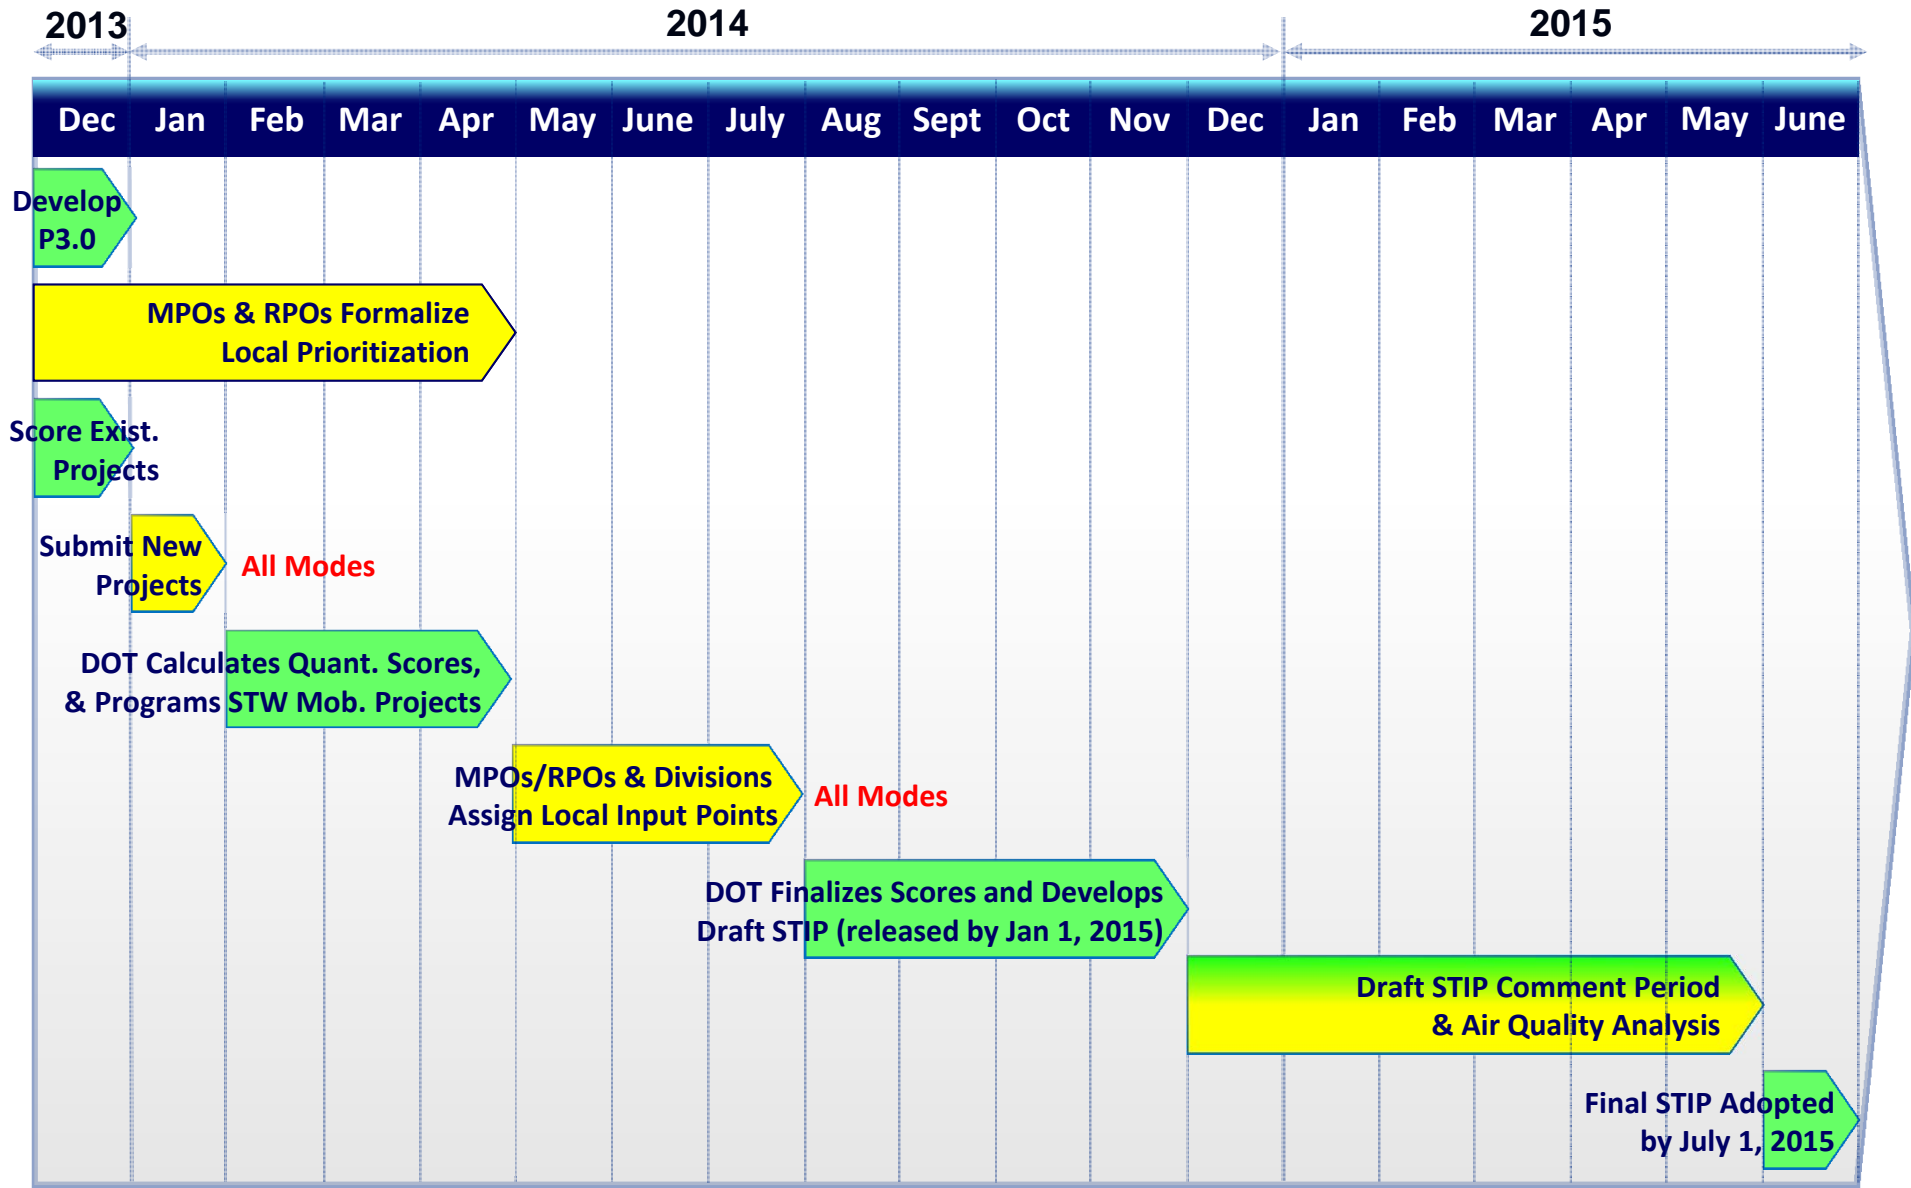 2013 2014 2015
Dec Jan Feb Mar Apr May June July Aug Sept Oct Nov Dec Jan Feb Mar Apr May June
Develop
P3.0
MPOs & RPOs Formalize
Local Prioritization
Score Exist.
Projects
Submit New
Projects
All Modes
DOT Calculates Quant. Scores,
& Programs STW Mob. Projects
MPOs/RPOs & Divisions
Assign Local Input Points
All Modes
DOT Finalizes Scores and Develops
Draft STIP (released by Jan 1, 2015)
Draft STIP Comment Period
& Air Quality Analysis
Final STIP Adopted
by July 1, 2015